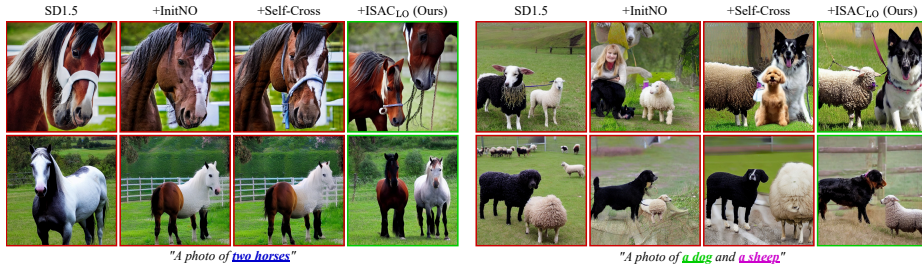 SD1.5 +InitNO +Self-Cross +ISAC_LO (Ours) SD1.5 +InitNO +Self-Cross +ISAC_LO (Ours)
"A photo of two horses" "A photo of a dog and a sheep"